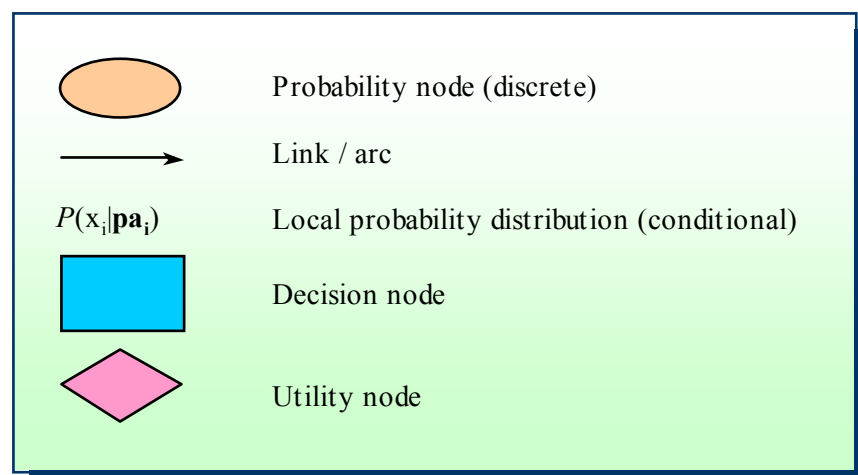 Probability node (discrete)
Link / arc
P(xi|pai) Local probability distribution (conditional)
Decision node
Utility node